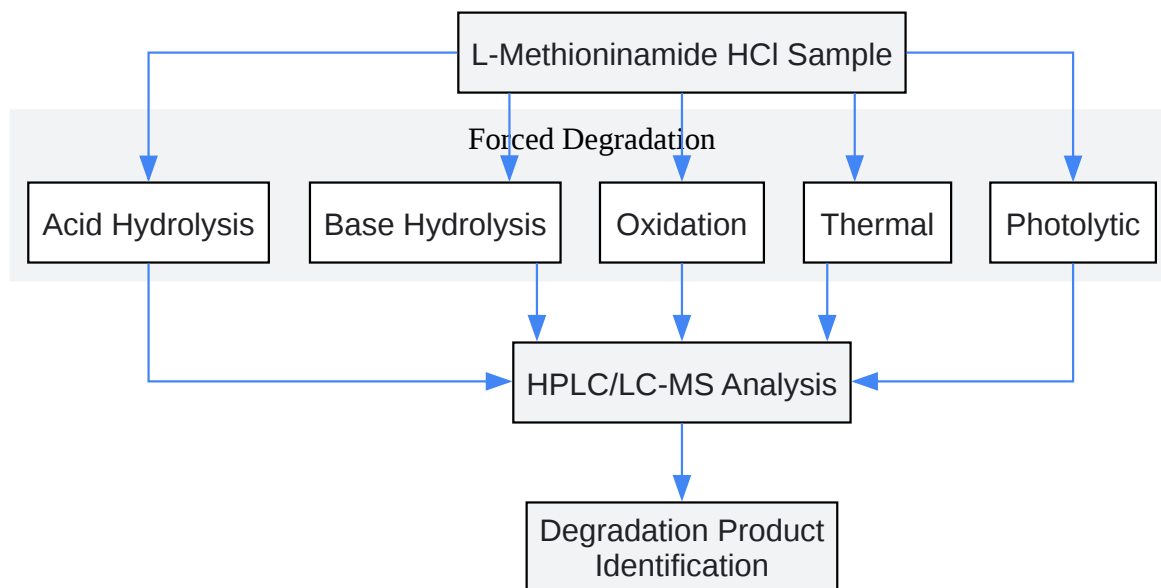 L-Methioninamide HCl Sample
Forced Degradation
Acid Hydrolysis
Base Hydrolysis
Oxidation
Thermal
Photolytic
HPLC/LC-MS Analysis
Degradation Product
Identification